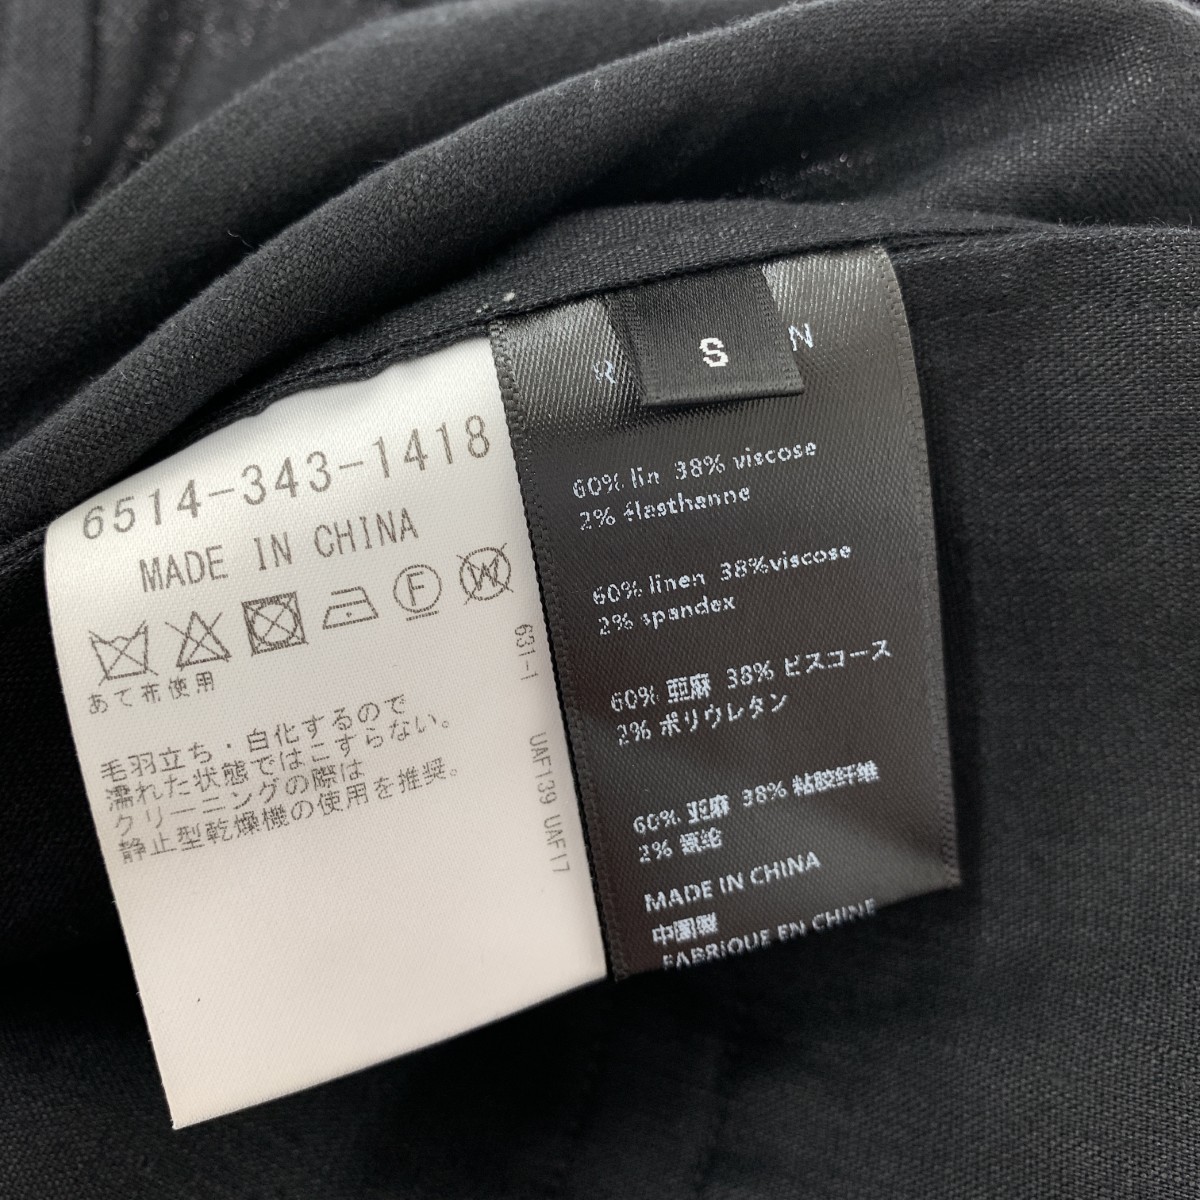 6514-343-1418
MADE IN CHINA
F W
あて布使用
毛羽立ち・白化するので
濡れた状態ではこすらない。
クリーニングの際は
静止型乾燥機の使用を推奨。
631-1 UAF139 UAF17
S
R N
60% lin 38% viscose
2% élasthanne
60% linen 38%viscose
2% spandex
60% 亜麻 38% ビスコース
2% ポリウレタン
60% 亚麻 38% 粘胶纤维
2%
MADE IN CHINA
中国製
FABRIQUE EN CHINE